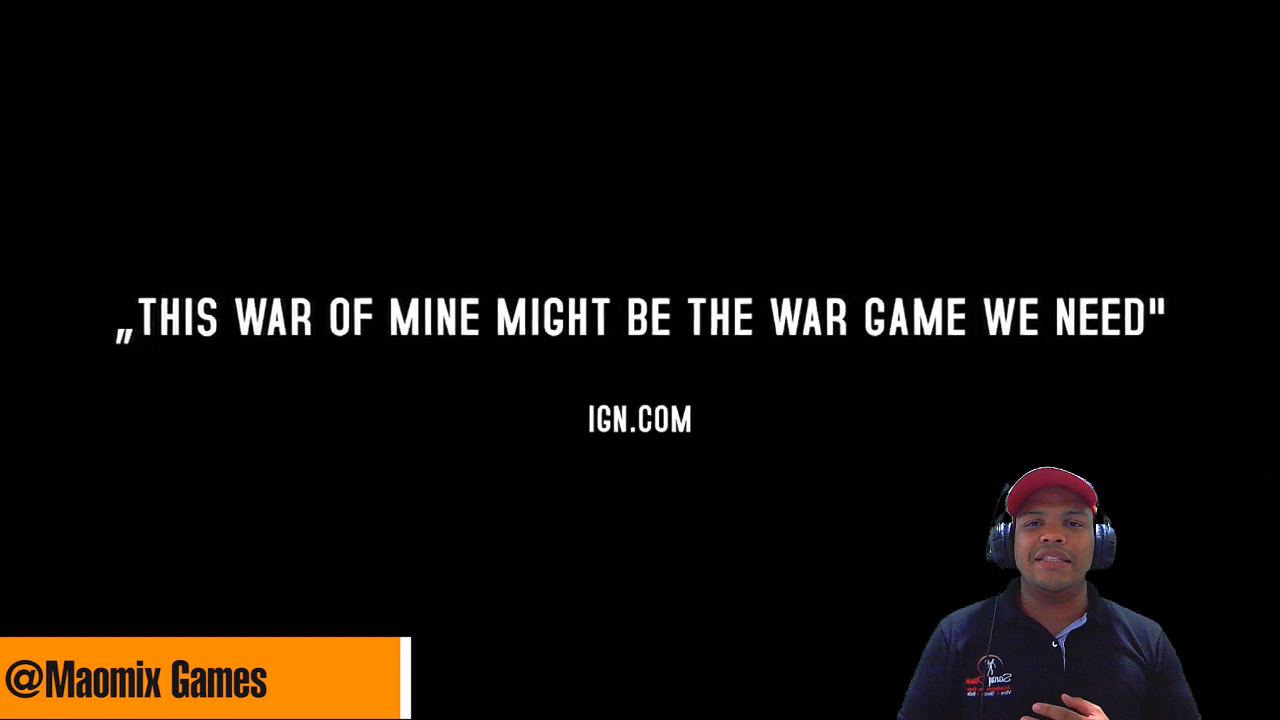 „THIS WAR OF MINE MIGHT BE THE WAR GAME WE NEED"
IGN.COM
@Maomix Games